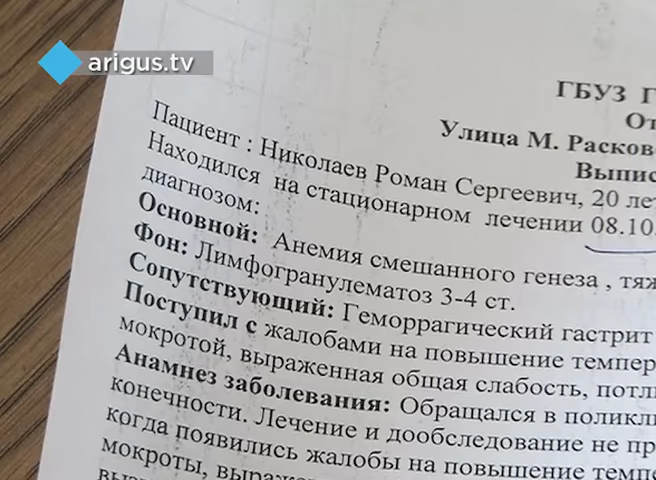 arigus.tv
ГБУЗ Г
От
Улица М. Расков
Выпис
Пациент : Николаев Роман Сергеевич, 20 лет
Находился на стационарном лечении 08.10.
диагнозом:
Основной: Анемия смешанного генеза , тяж
Фон: Лимфогранулематоз 3-4 ст.
Сопутствующий: Геморрагический гастрит
Поступил с жалобами на повышение темпер
мокротой, выраженная общая слабость, потл
Анамнез заболевания: Обращался в поликл
конечности. Лечение и дообследование не пр
когда появились жалобы на повышение темпе
мокроты, выраже